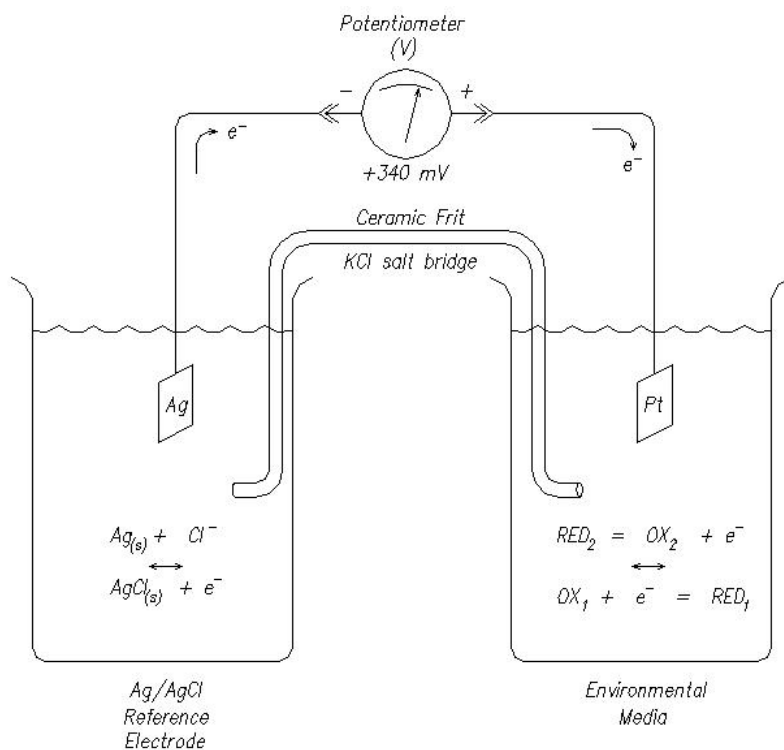 Potentiometer
(V)
− +
e⁻ e⁻
+340 mV
Ceramic Frit
KCl salt bridge
Ag Pt
Ag(s) + Cl⁻
↔
AgCl(s) + e⁻
RED₂ = OX₂ + e⁻
↔
OX₁ + e⁻ = RED₁
Ag/AgCl
Reference
Electrode
Environmental
Media